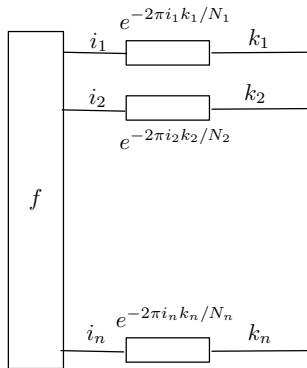 e^{-2πi_1k_1/N_1}
i_1 k_1
i_2 k_2
e^{-2πi_2k_2/N_2}
f
e^{-2πi_nk_n/N_n}
i_n k_n